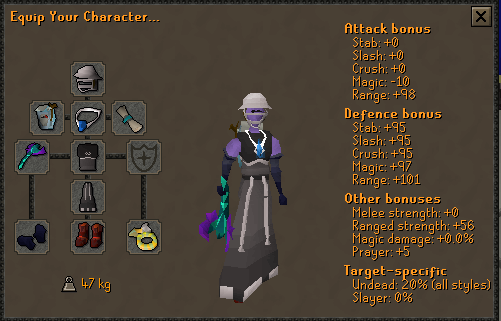 Equip Your Character...
Attack bonus
Stab: +0
Slash: +0
Crush: +0
Magic: -10
Range: +98
Defence bonus
Stab: +95
Slash: +95
Crush: +95
Magic: +97
Range: +101
Other bonuses
Melee strength: +0
Ranged strength: +56
Magic damage: +0.0%
Prayer: +5
Target-specific
Undead: 20% (all styles)
Slayer: 0%
47 kg